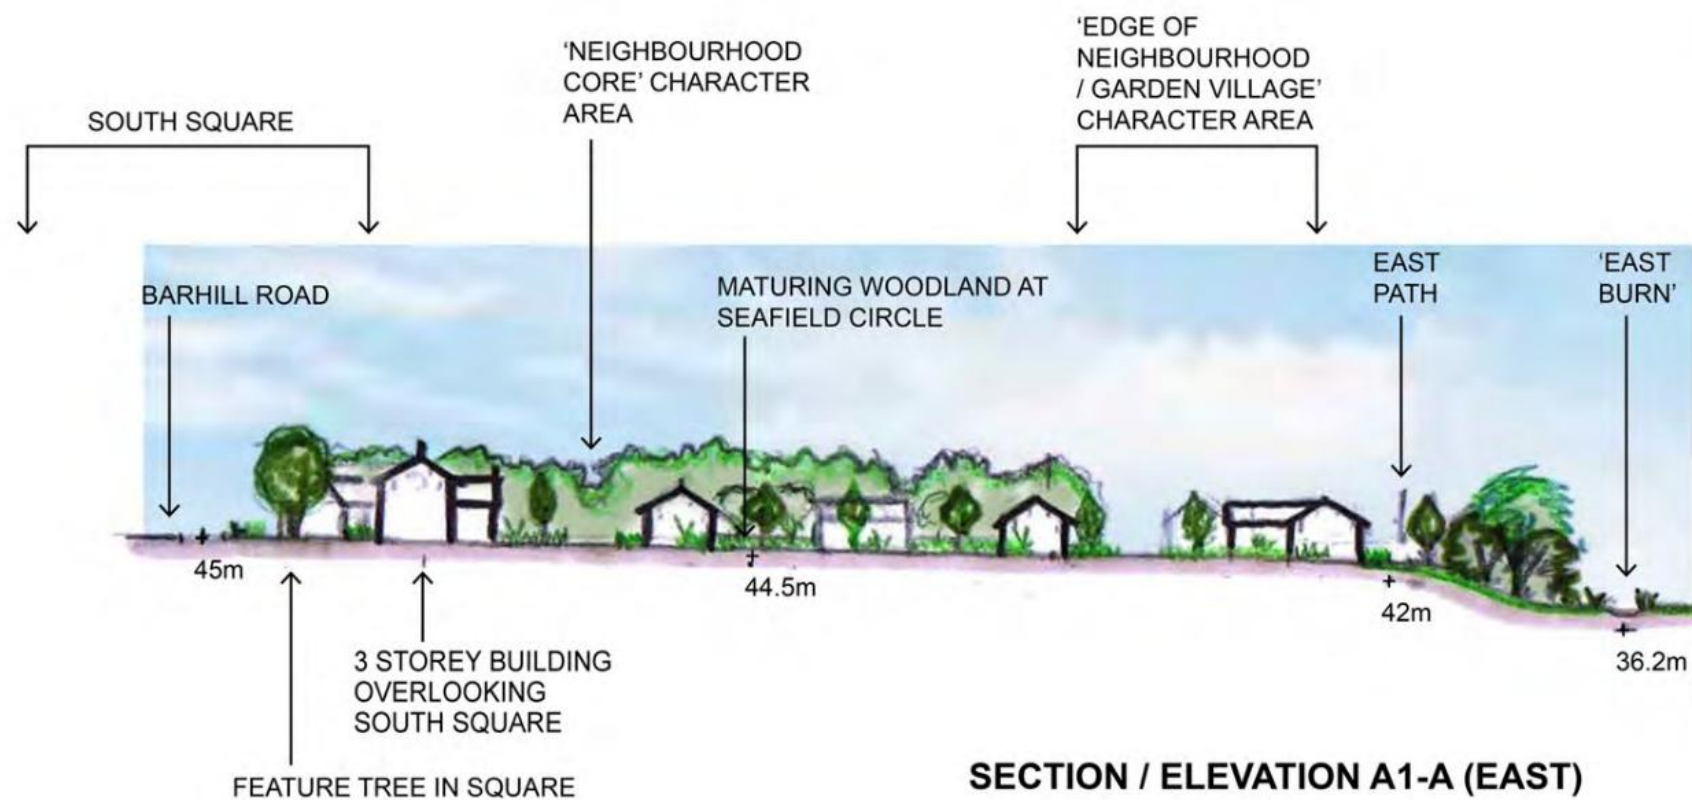 ‘EDGE OF
NEIGHBOURHOOD
/ GARDEN VILLAGE’
CHARACTER AREA
‘NEIGHBOURHOOD
CORE’ CHARACTER
AREA
SOUTH SQUARE
BARHILL ROAD
MATURING WOODLAND AT
SEAFIELD CIRCLE
EAST
PATH
‘EAST
BURN’
45m
44.5m
42m
36.2m
3 STOREY BUILDING
OVERLOOKING
SOUTH SQUARE
FEATURE TREE IN SQUARE
SECTION / ELEVATION A1-A (EAST)